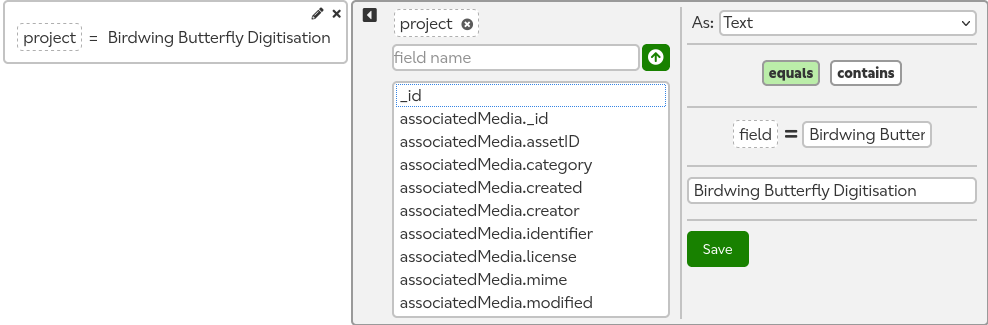 project = Birdwing Butterfly Digitisation
project
field name
_id
associatedMedia._id
associatedMedia.assetID
associatedMedia.category
associatedMedia.created
associatedMedia.creator
associatedMedia.identifier
associatedMedia.license
associatedMedia.mime
associatedMedia.modified
As: Text
equals contains
field = Birdwing Butter
Birdwing Butterfly Digitisation
Save